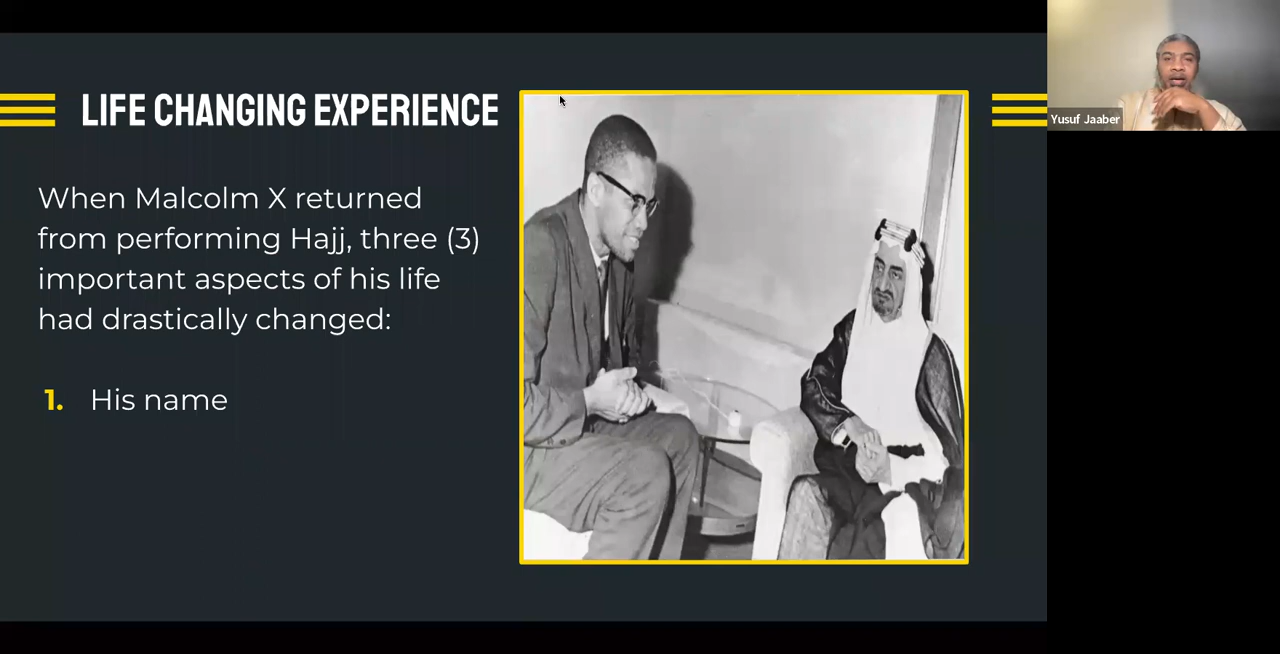 LIFE CHANGING EXPERIENCE
When Malcolm X returned
from performing Hajj, three (3)
important aspects of his life
had drastically changed:
1. His name
Yusuf Jaaber